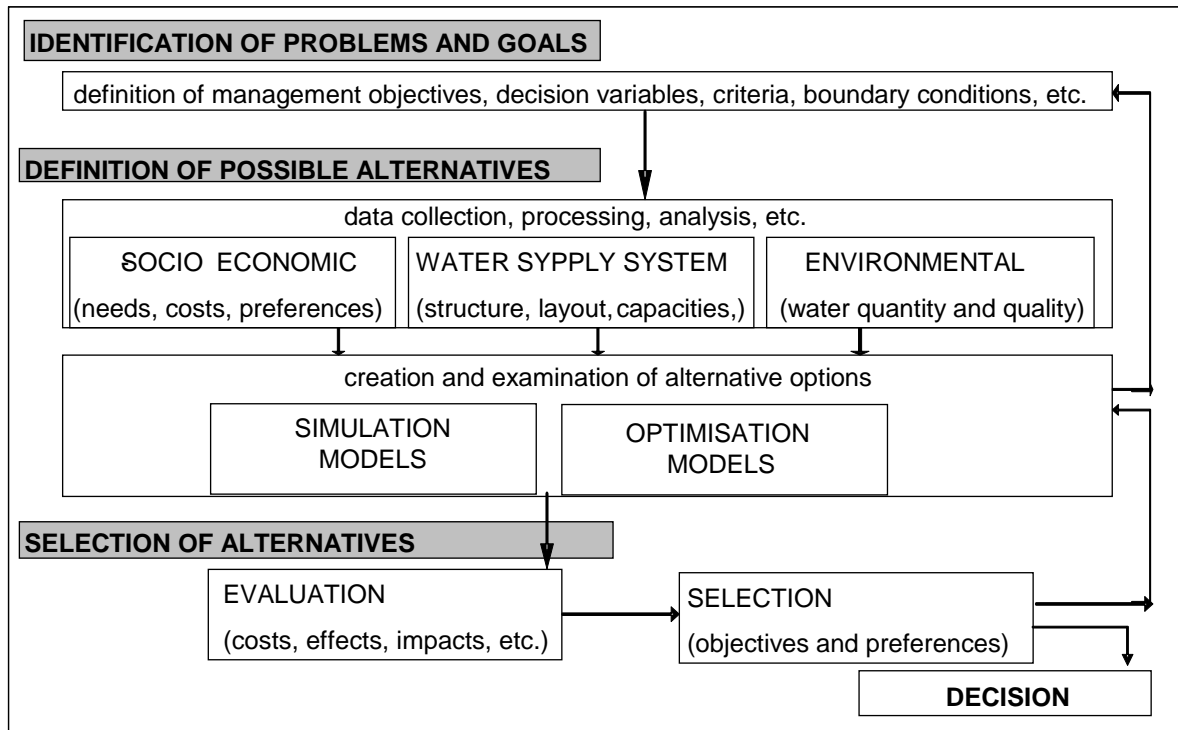 IDENTIFICATION OF PROBLEMS AND GOALS
definition of management objectives, decision variables, criteria, boundary conditions, etc.
DEFINITION OF POSSIBLE ALTERNATIVES
data collection, processing, analysis, etc.
SOCIO ECONOMIC
(needs, costs, preferences)
WATER SYPPLY SYSTEM
(structure, layout, capacities,)
ENVIRONMENTAL
(water quantity and quality)
creation and examination of alternative options
SIMULATION
MODELS
OPTIMISATION
MODELS
SELECTION OF ALTERNATIVES
EVALUATION
(costs, effects, impacts, etc.)
SELECTION
(objectives and preferences)
DECISION